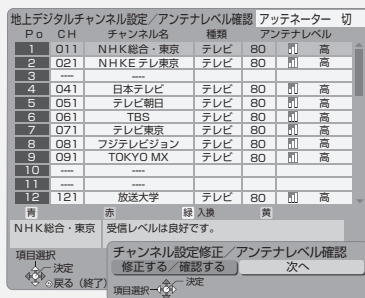 地上デジタルチャンネル設定／アンテナレベル確認 アッテネーター 切
Po CH チャンネル名 種類 アンテナレベル
1 011 NHK総合・東京 テレビ 80 高
2 021 NHKEテレ東京 テレビ 80 高
3 ---- ----
4 041 日本テレビ テレビ 80 高
5 051 テレビ朝日 テレビ 80 高
6 061 TBS テレビ 80 高
7 071 テレビ東京 テレビ 80 高
8 081 フジテレビジョン テレビ 80 高
9 091 TOKYO MX テレビ 80 高
10 ---- ----
11 ---- ----
12 121 放送大学 テレビ 80 高
青 赤 緑 入換 黄
NHK総合・東京 受信レベルは良好です。
項目選択
決定
戻る（終了）
チャンネル設定修正／アンテナレベル確認
修正する／確認する 次へ
項目選択 決定